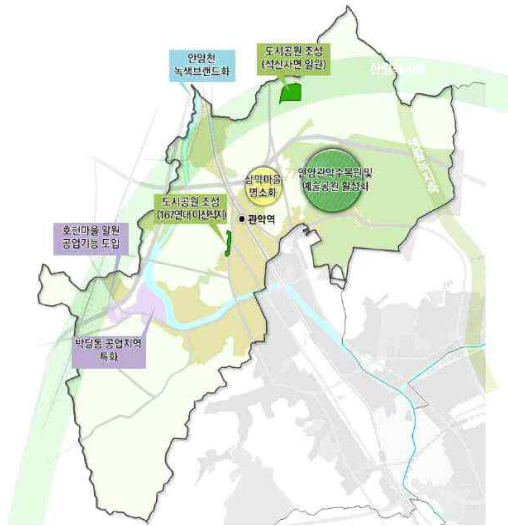 안양천
녹색브랜드화
도시공원 조성
(석산사면 일원)
삼막마을
명소화
안양관악수목원 및
예술공원 활성화
도시공원 조성
(167연대 이전적지)
관악역
호현마을 일원
공업기능 도입
박달동 공업지역
특화